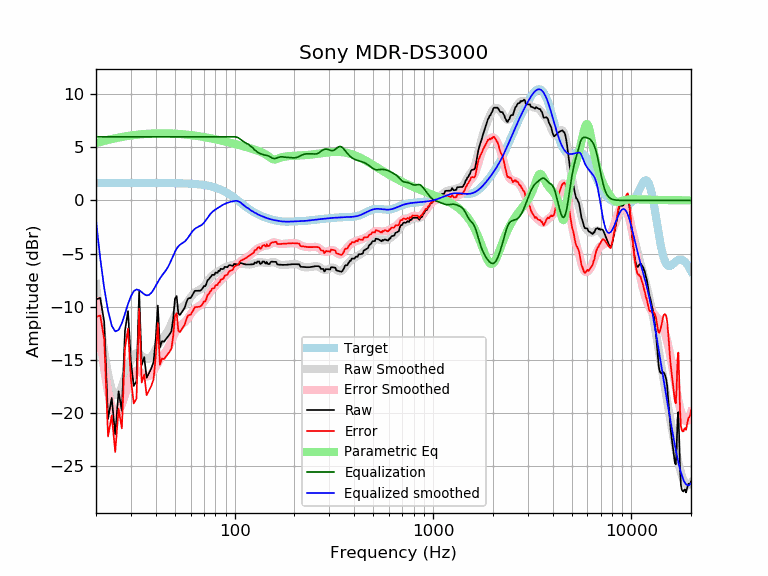 Sony MDR-DS3000
10
5
0
−5
−10
−15
−20
−25
Amplitude (dBr)
Target
Raw Smoothed
Error Smoothed
Raw
Error
Parametric Eq
Equalization
Equalized smoothed
100 1000 10000
Frequency (Hz)